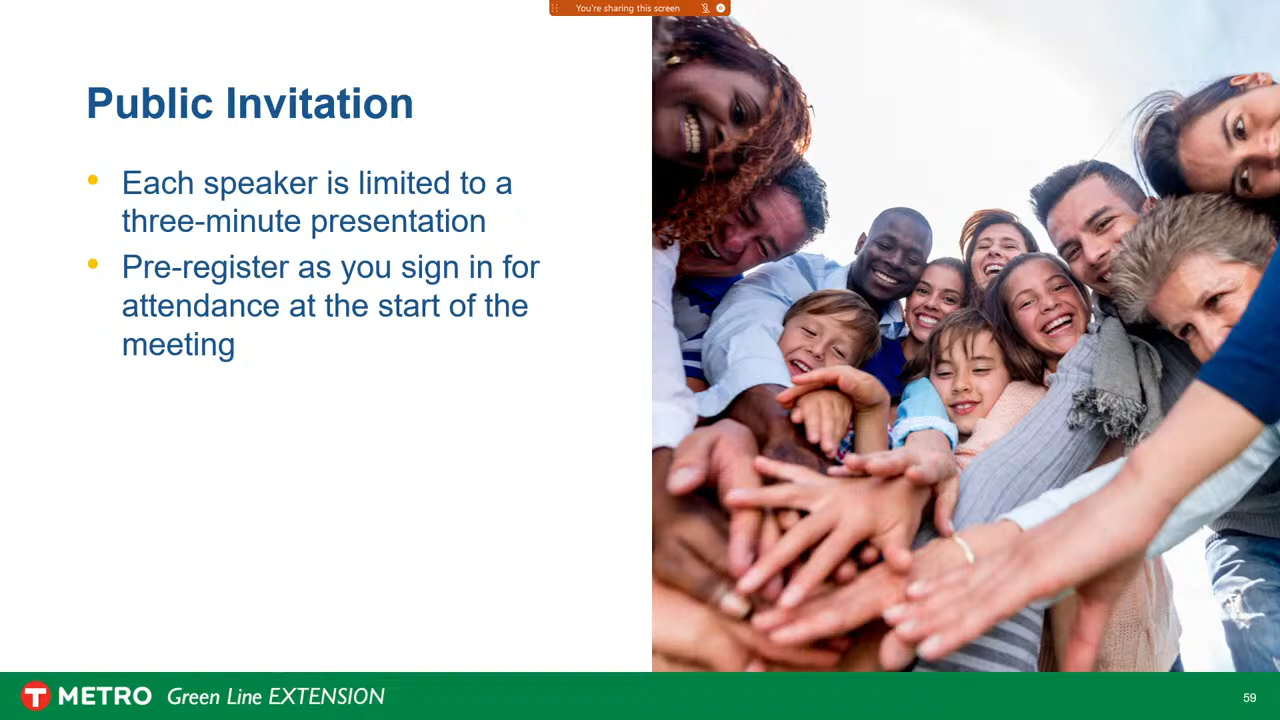 You're sharing this screen
Public Invitation
• Each speaker is limited to a
three-minute presentation
• Pre-register as you sign in for
attendance at the start of the
meeting
T METRO Green Line EXTENSION
59